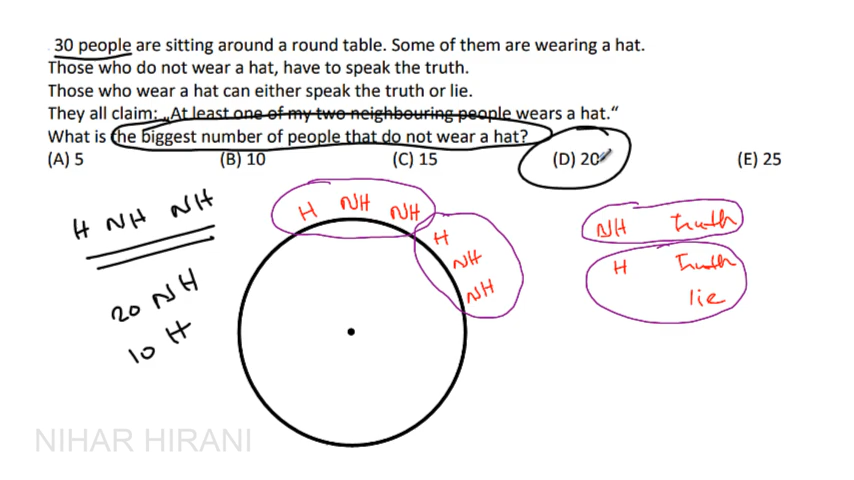 30 people are sitting around a round table. Some of them are wearing a hat.
Those who do not wear a hat, have to speak the truth.
Those who wear a hat can either speak the truth or lie.
They all claim: „At least one of my two neighbouring people wears a hat.“
What is the biggest number of people that do not wear a hat?
(A) 5 (B) 10 (C) 15 (D) 20 (E) 25
H NH NH
20 NH
10 H
H NH NH
H
NH
NH
NH truth
H truth
lie
NIHAR HIRANI